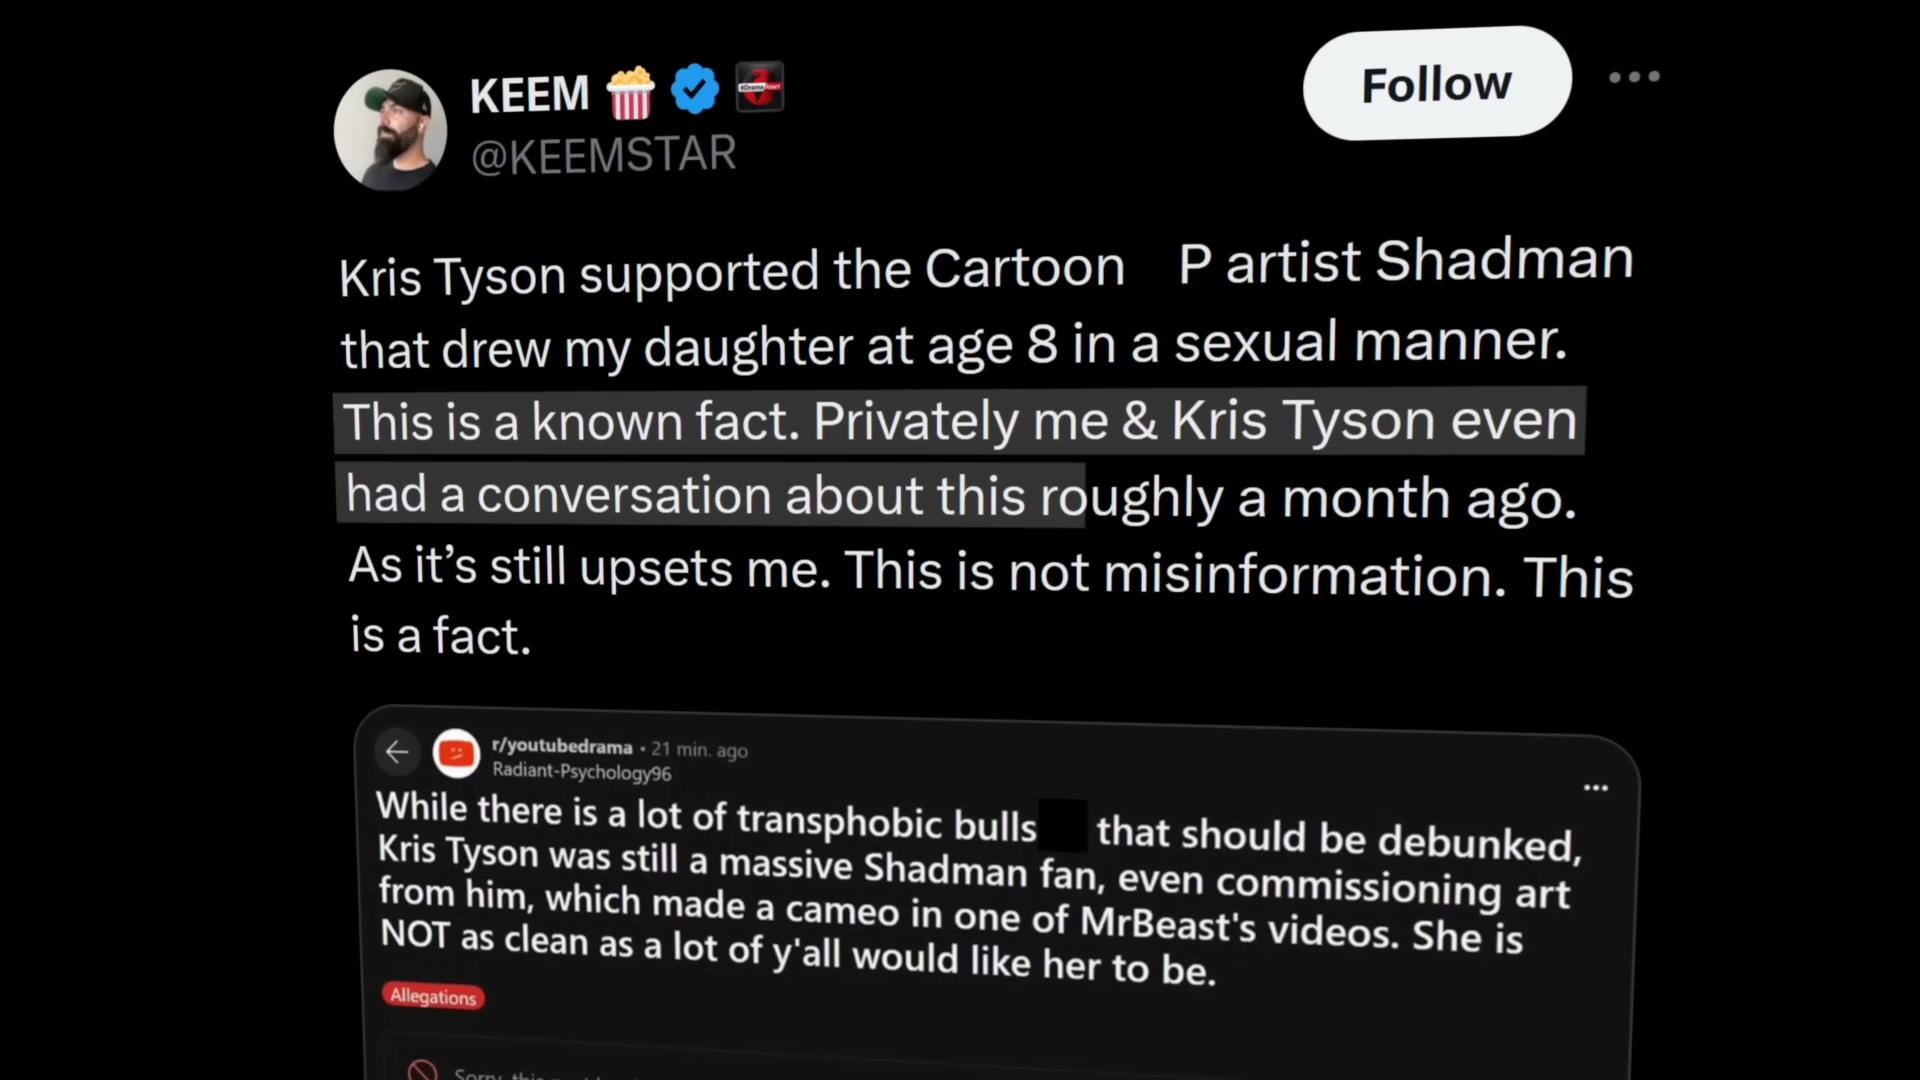 KEEM
@KEEMSTAR
Follow
Kris Tyson supported the Cartoon P artist Shadman
that drew my daughter at age 8 in a sexual manner.
This is a known fact. Privately me & Kris Tyson even
had a conversation about this roughly a month ago.
As it’s still upsets me. This is not misinformation. This
is a fact.
r/youtubedrama • 21 min. ago
Radiant-Psychology96
While there is a lot of transphobic bulls that should be debunked,
Kris Tyson was still a massive Shadman fan, even commissioning art
from him, which made a cameo in one of MrBeast's videos. She is
NOT as clean as a lot of y'all would like her to be.
Allegations
Sorry, this